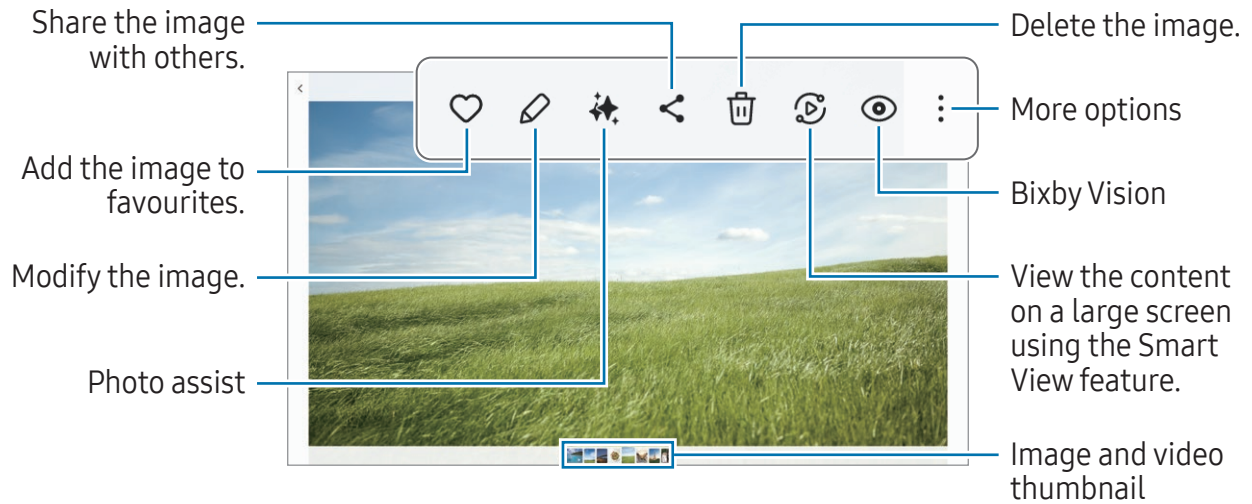 Share the image
with others.
Add the image to
favourites.
Modify the image.
Photo assist
Delete the image.
More options
Bixby Vision
View the content
on a large screen
using the Smart
View feature.
Image and video
thumbnail